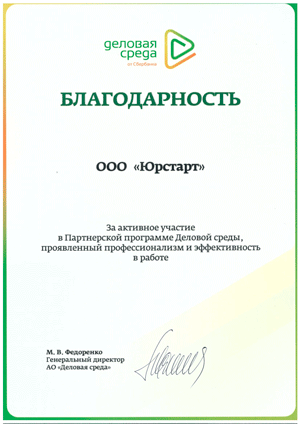 деловая
среда
от Сбербанка
БЛАГОДАРНОСТЬ
ООО «Юрстарт»
За активное участие
в Партнерской программе Деловой среды,
проявленный профессионализм и эффективность
в работе
М. В. Федоренко
Генеральный директор
АО «Деловая среда»